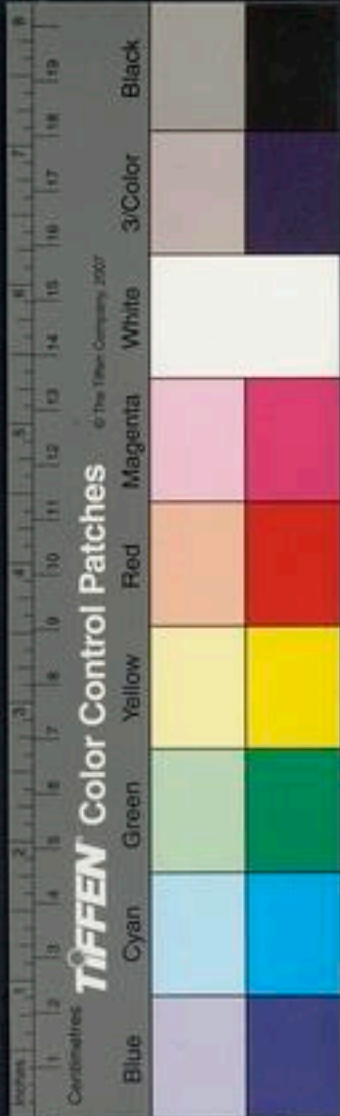 Inches 1 2 3 4 5 6 7 8
Centimetres 1 2 3 4 5 6 7 8 9 10 11 12 13 14 15 16 17 18 19
TIFFEN Color Control Patches © The Tiffen Company, 2007
Blue Cyan Green Yellow Red Magenta White 3/Color Black